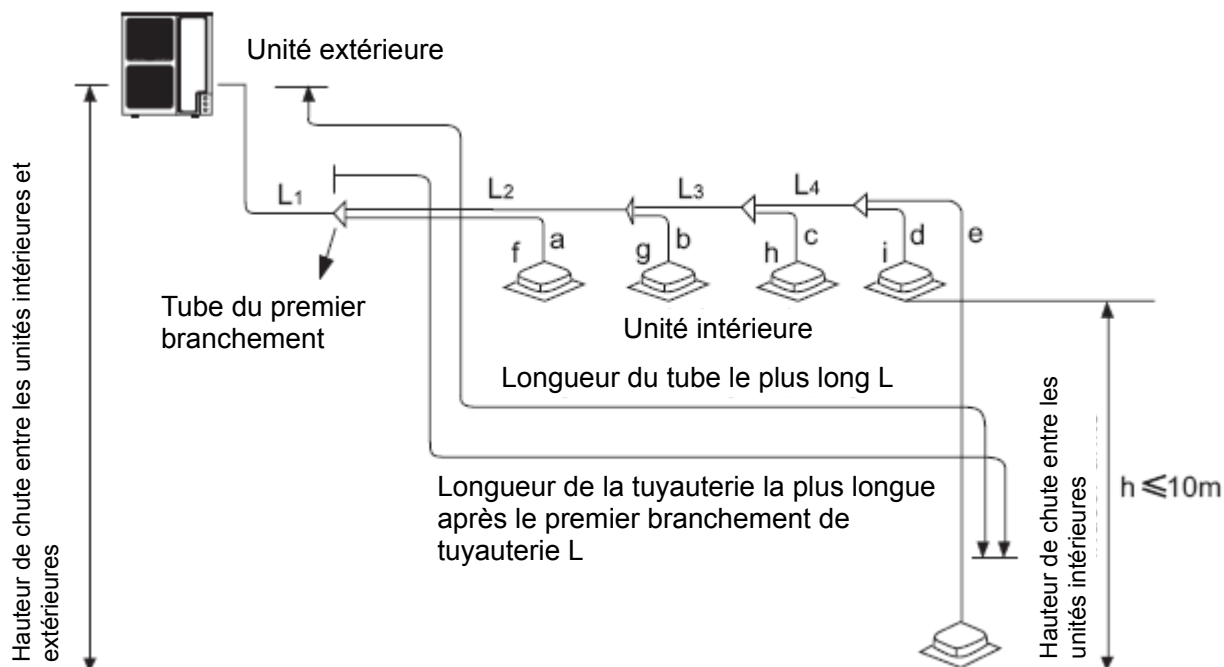 Unité extérieure
Hauteur de chute entre les unités intérieures et
extérieures
L1
L2
L3
L4
f
a
g
b
h
c
i
d
e
Tube du premier
branchement
Unité intérieure
Longueur du tube le plus long L
Longueur de la tuyauterie la plus longue
après le premier branchement de
tuyauterie L
Hauteur de chute entre les
unités intérieures
h ⩽10m